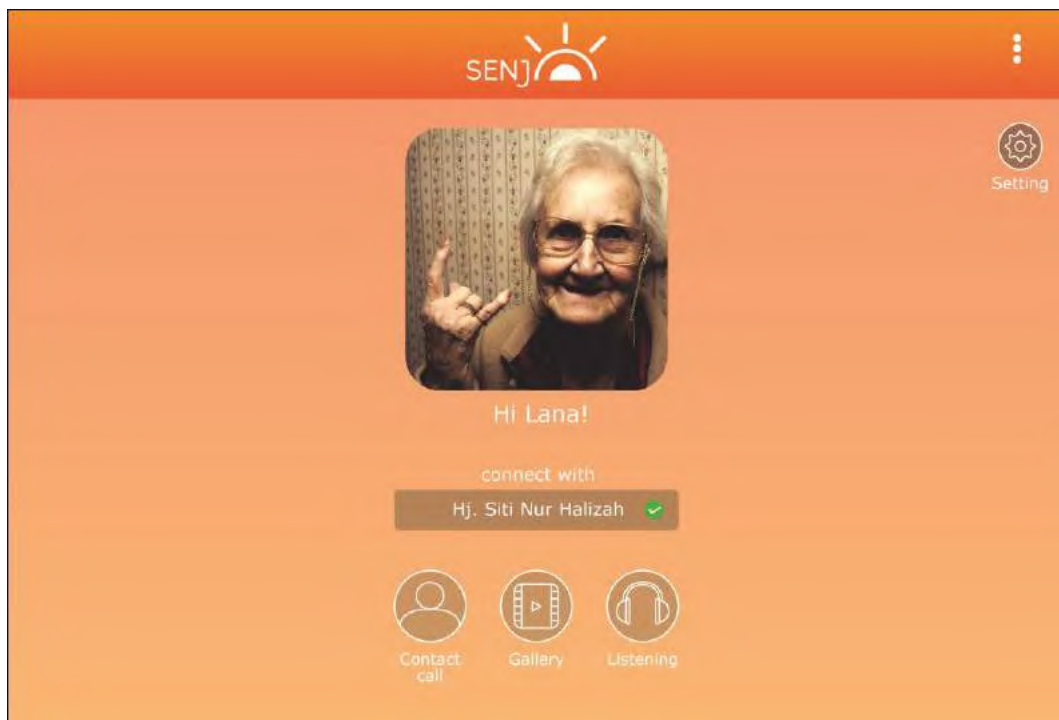 SENJ
Setting
Hi Lana!
connect with
Hj. Siti Nur Halizah
Contact
call
Gallery
Listening